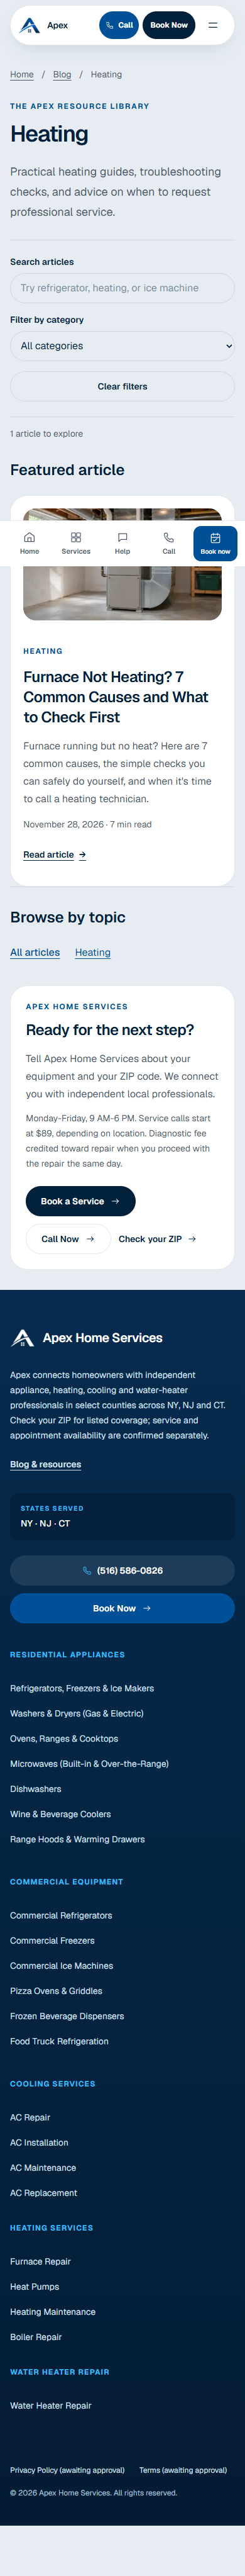 Apex
Call
Book Now
Home / Blog / Heating
THE APEX RESOURCE LIBRARY
Heating
Practical heating guides, troubleshooting
checks, and advice on when to request
professional service.
Search articles
Try refrigerator, heating, or ice machine
Filter by category
All categories
Clear filters
1 article to explore
Featured article
Home
Services
Help
Call
Book now
HEATING
Furnace Not Heating? 7
Common Causes and What
to Check First
Furnace running but no heat? Here are 7
common causes, the simple checks you
can safely do yourself, and when it's time
to call a heating technician.
November 28, 2026 · 7 min read
Read article →
Browse by topic
All articles Heating
APEX HOME SERVICES
Ready for the next step?
Tell Apex Home Services about your
equipment and your ZIP code. We connect
you with independent local professionals.
Monday-Friday, 9 AM-6 PM. Service calls start
at $89, depending on location. Diagnostic fee
credited toward repair when you proceed with
the repair the same day.
Book a Service →
Call Now → Check your ZIP →
Apex Home Services
Apex connects homeowners with independent
appliance, heating, cooling and water-heater
professionals in select counties across NY, NJ and CT.
Check your ZIP for listed coverage; service and
appointment availability are confirmed separately.
Blog & resources
STATES SERVED
NY · NJ · CT
(516) 586-0826
Book Now →
RESIDENTIAL APPLIANCES
Refrigerators, Freezers & Ice Makers
Washers & Dryers (Gas & Electric)
Ovens, Ranges & Cooktops
Microwaves (Built-in & Over-the-Range)
Dishwashers
Wine & Beverage Coolers
Range Hoods & Warming Drawers
COMMERCIAL EQUIPMENT
Commercial Refrigerators
Commercial Freezers
Commercial Ice Machines
Pizza Ovens & Griddles
Frozen Beverage Dispensers
Food Truck Refrigeration
COOLING SERVICES
AC Repair
AC Installation
AC Maintenance
AC Replacement
HEATING SERVICES
Furnace Repair
Heat Pumps
Heating Maintenance
Boiler Repair
WATER HEATER REPAIR
Water Heater Repair
Privacy Policy (awaiting approval) Terms (awaiting approval)
© 2026 Apex Home Services. All rights reserved.